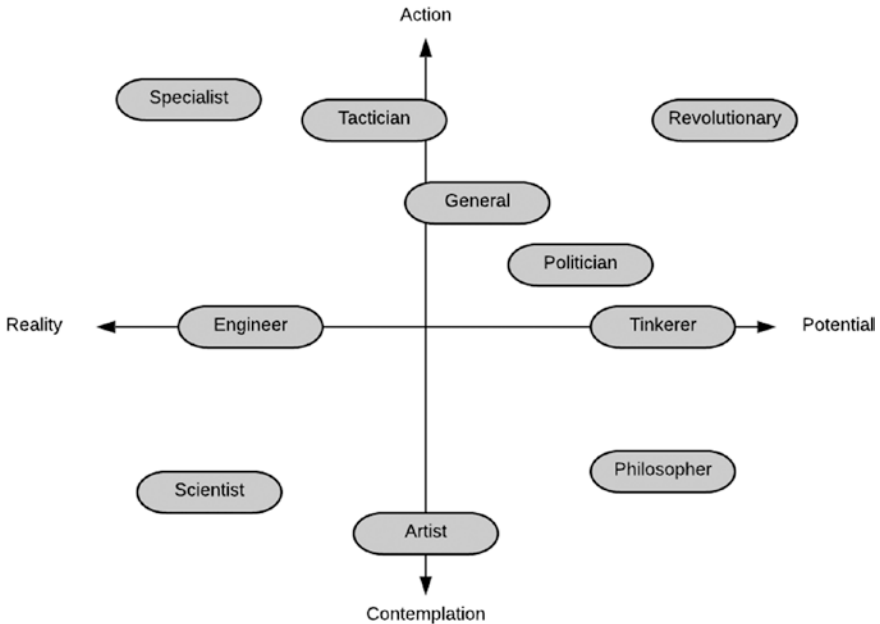 Action
Specialist
Tactician
Revolutionary
General
Politician
Reality
Engineer
Tinkerer
Potential
Philosopher
Scientist
Artist
Contemplation